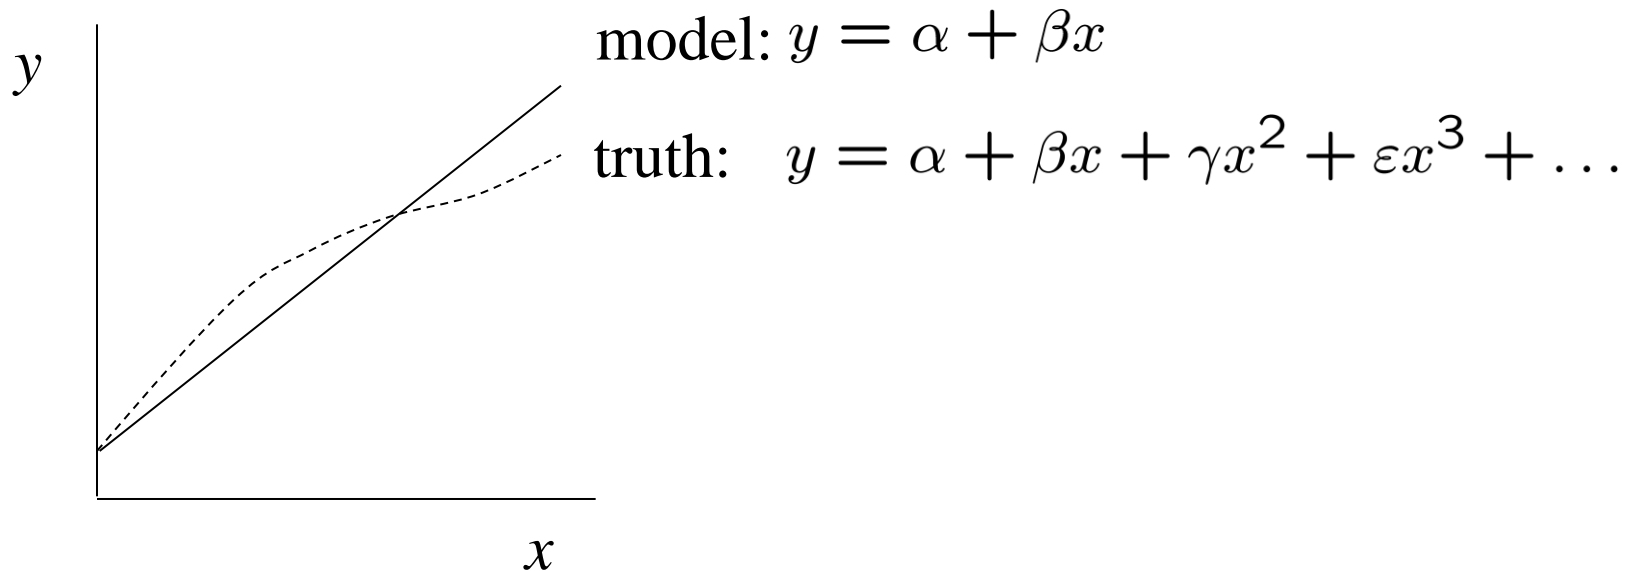 y
model: y = α + βx
truth: y = α + βx + γx² + εx³ + ...
x